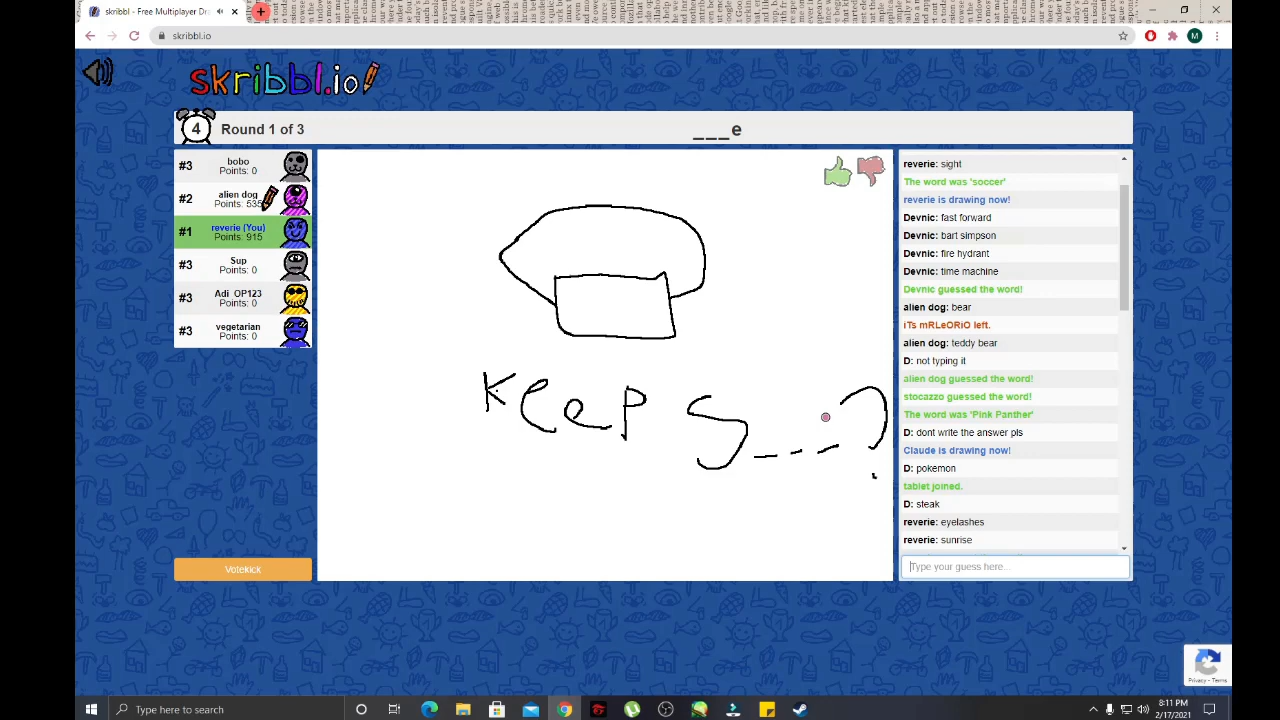 skribbl - Free Multiplayer Dr
skribbl.io
M
skribbl.io
4
Round 1 of 3
___e
#3
bobo
Points: 0
#2
alien dog
Points: 535
#1
reverie (You)
Points: 915
#3
Sup
Points: 0
#3
Adi_OP123
Points: 0
#3
vegetarian
Points: 0
Votekick
Keep S _ _ _ ?
reverie: sight
The word was 'soccer'
reverie is drawing now!
Devnic: fast forward
Devnic: bart simpson
Devnic: fire hydrant
Devnic: time machine
Devnic guessed the word!
alien dog: bear
iTs mRLeORiO left.
alien dog: teddy bear
D: not typing it
alien dog guessed the word!
stocazzo guessed the word!
The word was 'Pink Panther'
D: dont write the answer pls
Claude is drawing now!
D: pokemon
tablet joined.
D: steak
reverie: eyelashes
reverie: sunrise
Type your guess here...
Privacy - Terms
Type here to search
8:11 PM
2/17/2021